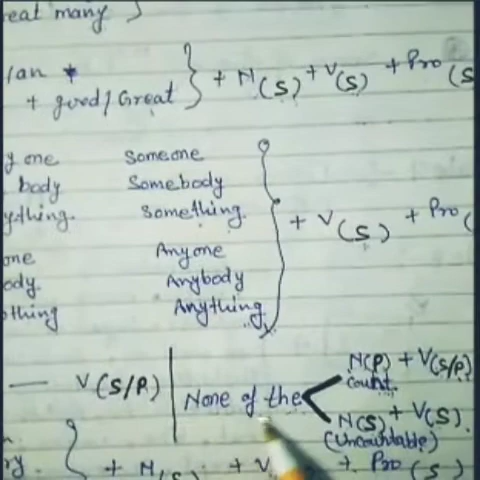 eat many }
/an
+ good/Great } + N(S) + V(S) + Pro (S
y one Someone
body Somebody
ything. Something + V(S) + Pro (
one Anyone
ody. Anybody
othing Anything
— V(S/P) | None of the < N(P) + V(S/P)
Count.
N(S) + V(S).
(Uncountable)
ry. { + N(S) + V + Pro (S)